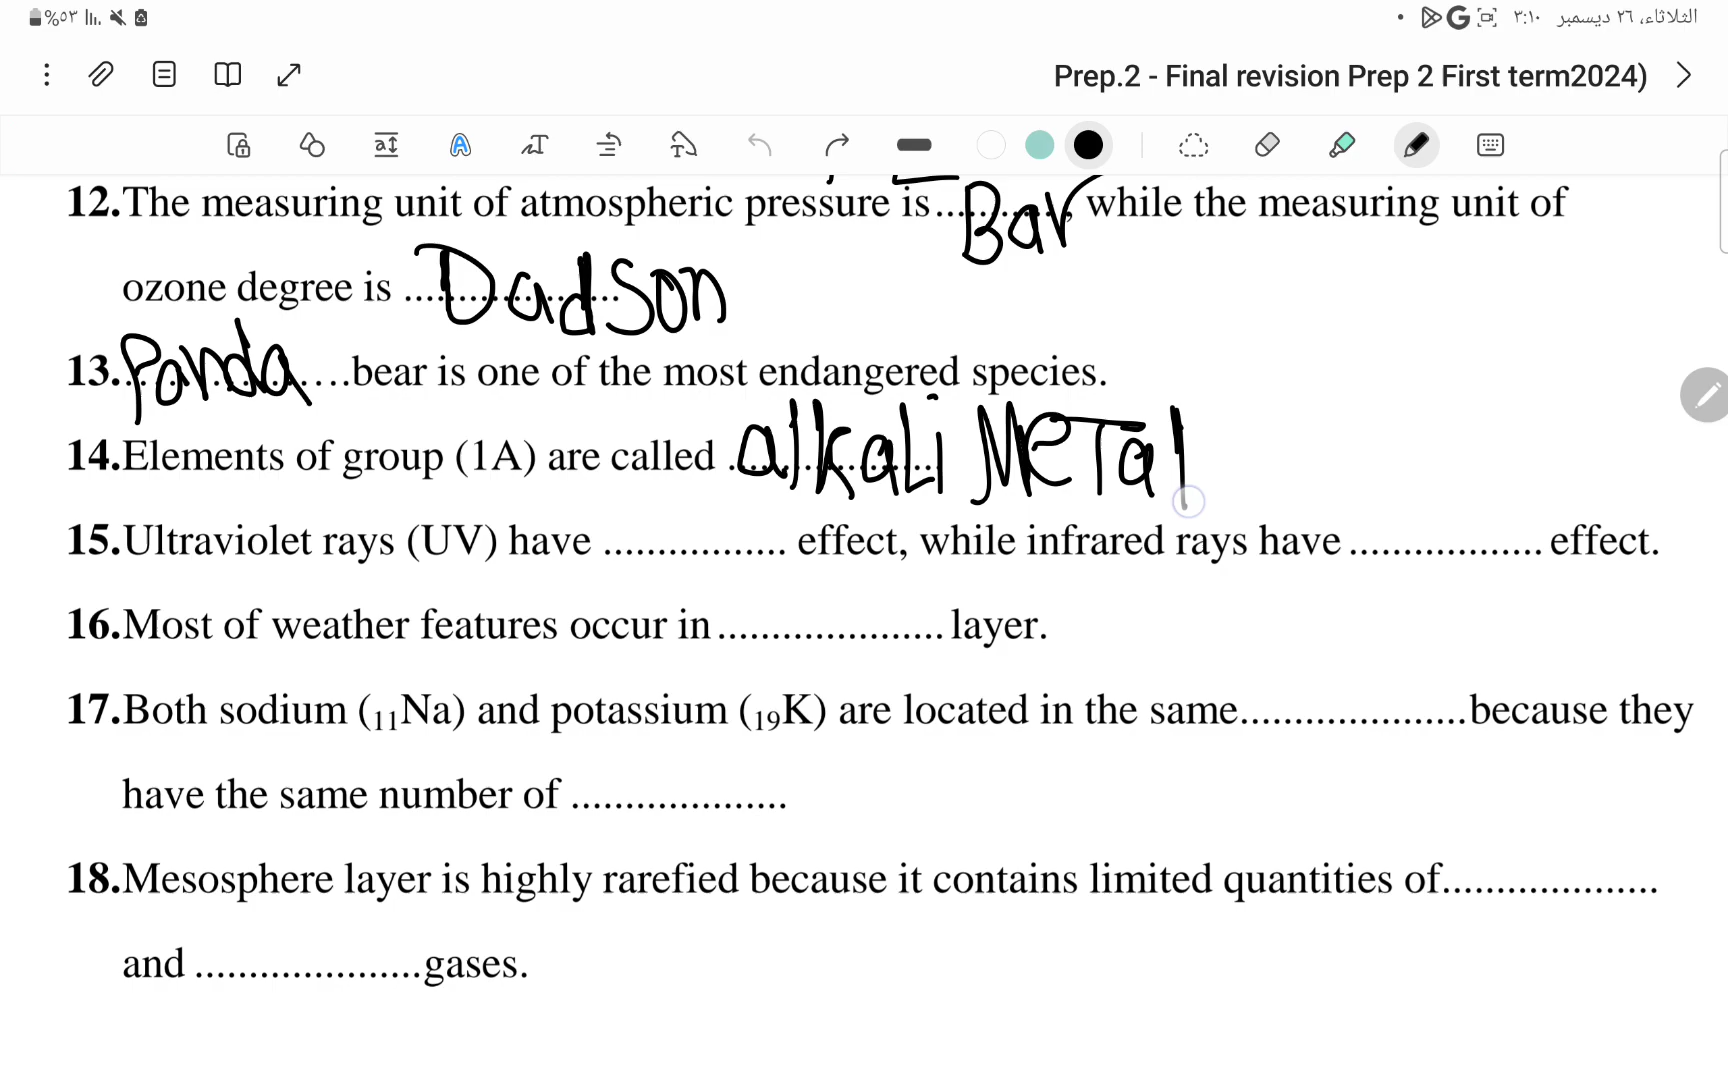 %٥٣ الثلاثاء، ٢٦ ديسمبر ٣:١٠
Prep.2 - Final revision Prep 2 First term2024)
12.The measuring unit of atmospheric pressure is............, while the measuring unit of
Bar
ozone degree is ....................
Dadson
13...................bear is one of the most endangered species.
Panda
14.Elements of group (1A) are called ....................
alkali METal
15.Ultraviolet rays (UV) have ................. effect, while infrared rays have .................. effect.
16.Most of weather features occur in..................... layer.
17.Both sodium (₁₁Na) and potassium (₁₉K) are located in the same.....................because they
have the same number of ....................
18.Mesosphere layer is highly rarefied because it contains limited quantities of....................
and .....................gases.